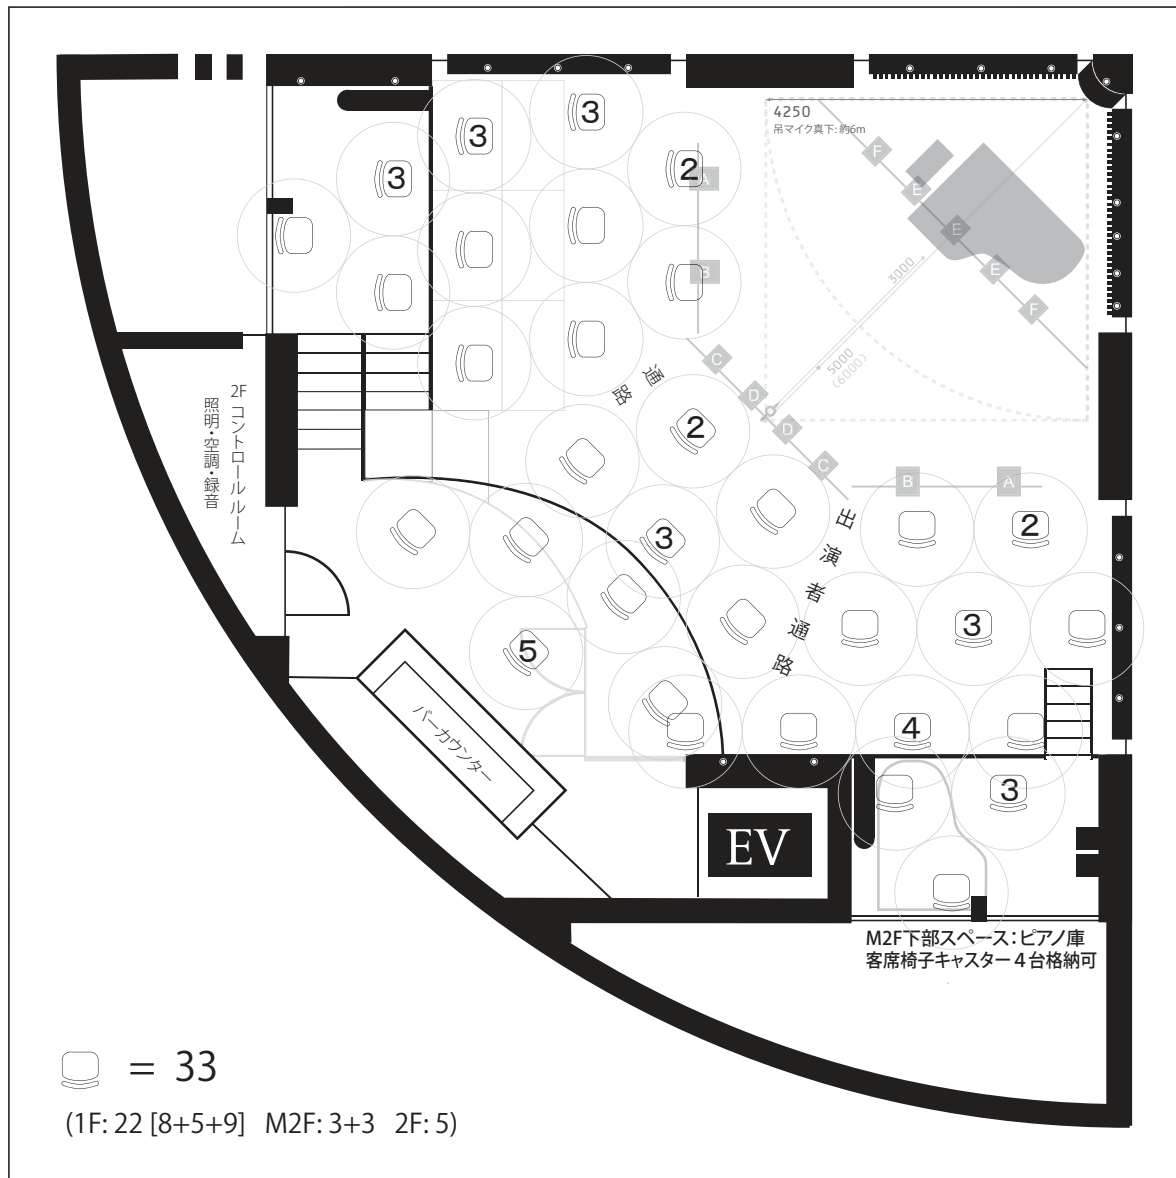 3
3
3
2
A
B
4250
吊マイク真下: 約6m
F
E
E
E
F
3000
5000
(6000)
C
D
D
C
通路
2
B
A
2F コントロールルーム
照明・空調・録音
3
出演者通路
2
3
5
バーカウンター
4
3
EV
M2F下部スペース：ピアノ庫
客席椅子キャスター４台格納可
= 33
(1F: 22 [8+5+9] M2F: 3+3 2F: 5)